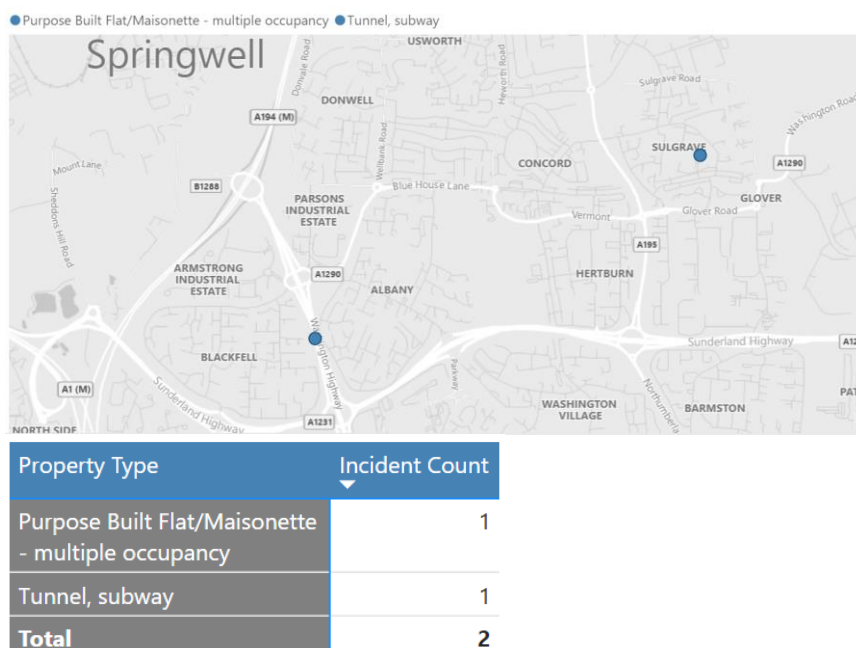 Purpose Built Flat/Maisonette - multiple occupancy Tunnel, subway
Springwell
USWORTH
Donvale Road
Heworth Road
Sulgrave Road
DONWELL
Washington Road
A194 (M)
Wellbank Road
SULGRAVE
Mount Lane
CONCORD
A1290
B1288
Blue House Lane
PARSONS
INDUSTRIAL
ESTATE
GLOVER
Sheddons Hill Road
Vermont
Glover Road
A195
ARMSTRONG
INDUSTRIAL
ESTATE
A1290
HERTBURN
ALBANY
Washington Highway
BLACKFELL
Sunderland Highway
A12
Parkway
A1 (M)
Sunderland Highway
Northumberla
PAT
WASHINGTON
VILLAGE
BARMSTON
A1231
NORTH SIDE
Property Type Incident Count
Purpose Built Flat/Maisonette 1
- multiple occupancy
Tunnel, subway 1
Total 2